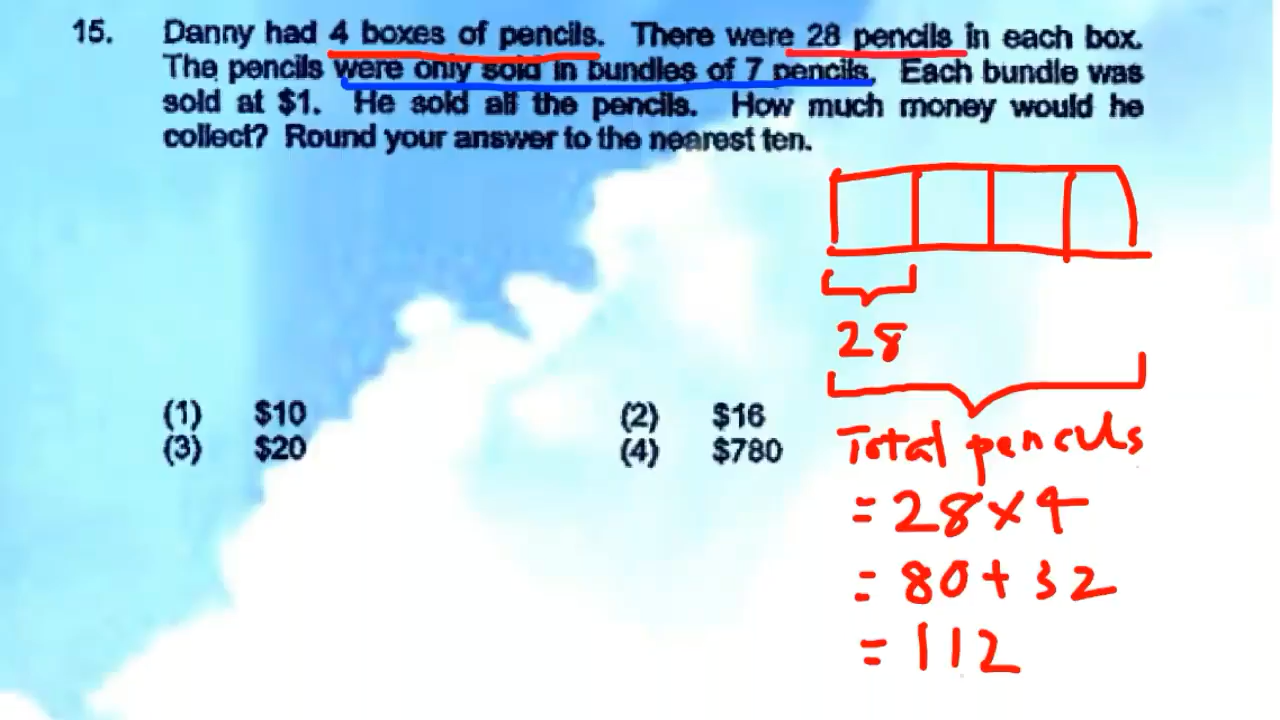 15. Danny had 4 boxes of pencils. There were 28 pencils in each box.
The pencils were only sold in bundles of 7 pencils. Each bundle was
sold at $1. He sold all the pencils. How much money would he
collect? Round your answer to the nearest ten.
28
(1) $10 (2) $16
(3) $20 (4) $780
Total pencils
= 28 × 4
= 80 + 32
= 112